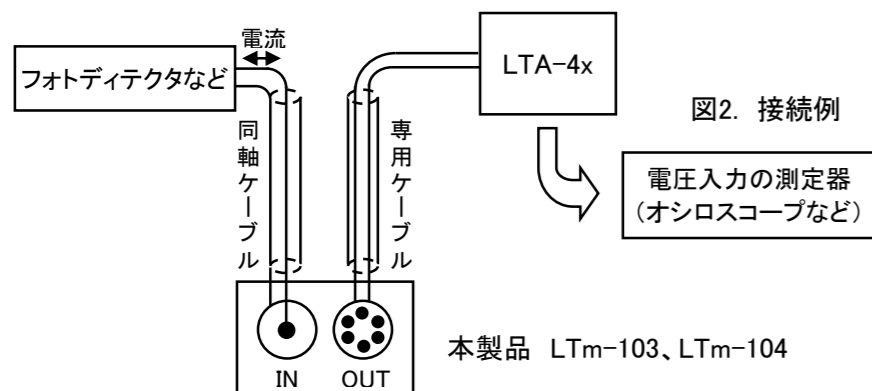 電流
フォトディテクタなど
同軸ケーブル
専用ケーブル
LTA-4x
図2. 接続例
電圧入力の測定器
(オシロスコープなど)
本製品 LTm-103、LTm-104
IN OUT